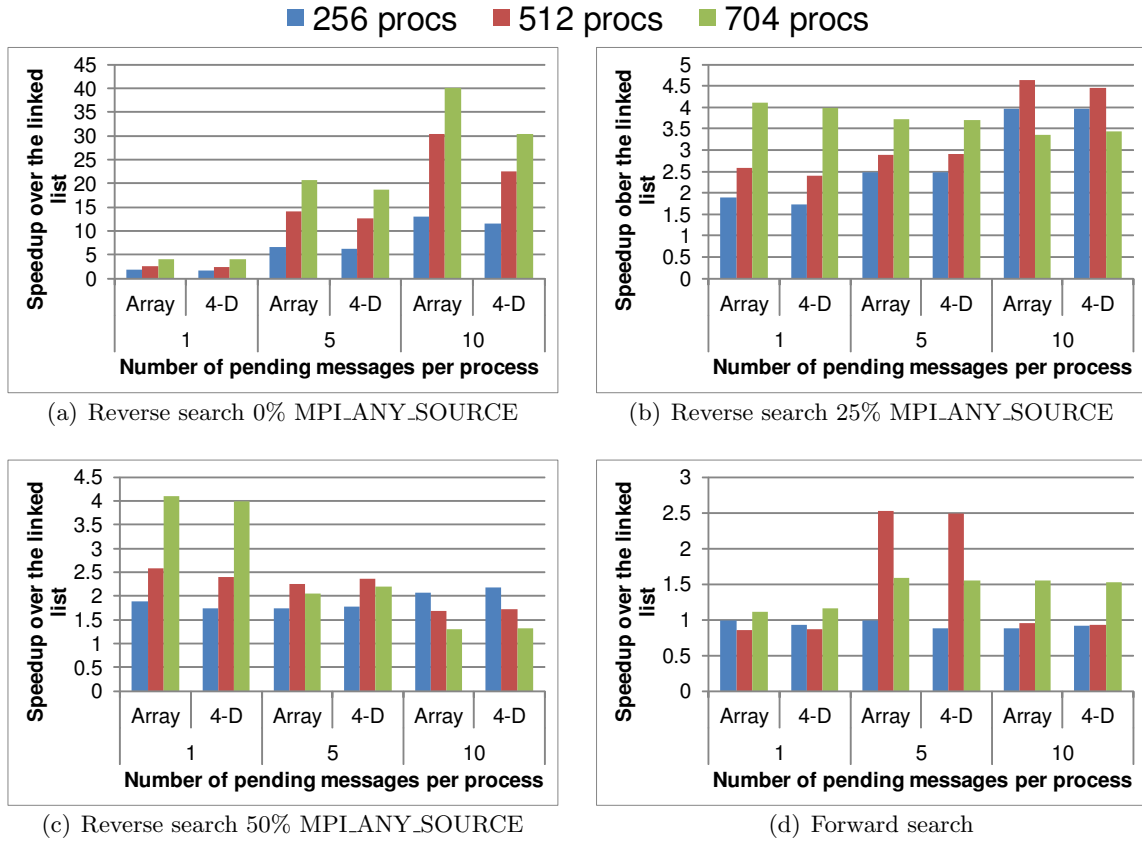 256 procs 512 procs 704 procs
Speedup over the linked
list
45
40
35
30
25
20
15
10
5
0
Array 4-D Array 4-D Array 4-D
1 5 10
Number of pending messages per process
(a) Reverse search 0% MPI_ANY_SOURCE
Speedup ober the linked
list
5
4.5
4
3.5
3
2.5
2
1.5
1
0.5
0
Array 4-D Array 4-D Array 4-D
1 5 10
Number of pending messages per process
(b) Reverse search 25% MPI_ANY_SOURCE
Speedup over the linked
list
4.5
4
3.5
3
2.5
2
1.5
1
0.5
0
Array 4-D Array 4-D Array 4-D
1 5 10
Number of pending messages per process
(c) Reverse search 50% MPI_ANY_SOURCE
Speedup over the linked
list
3
2.5
2
1.5
1
0.5
0
Array 4-D Array 4-D Array 4-D
1 5 10
Number of pending messages per process
(d) Forward search